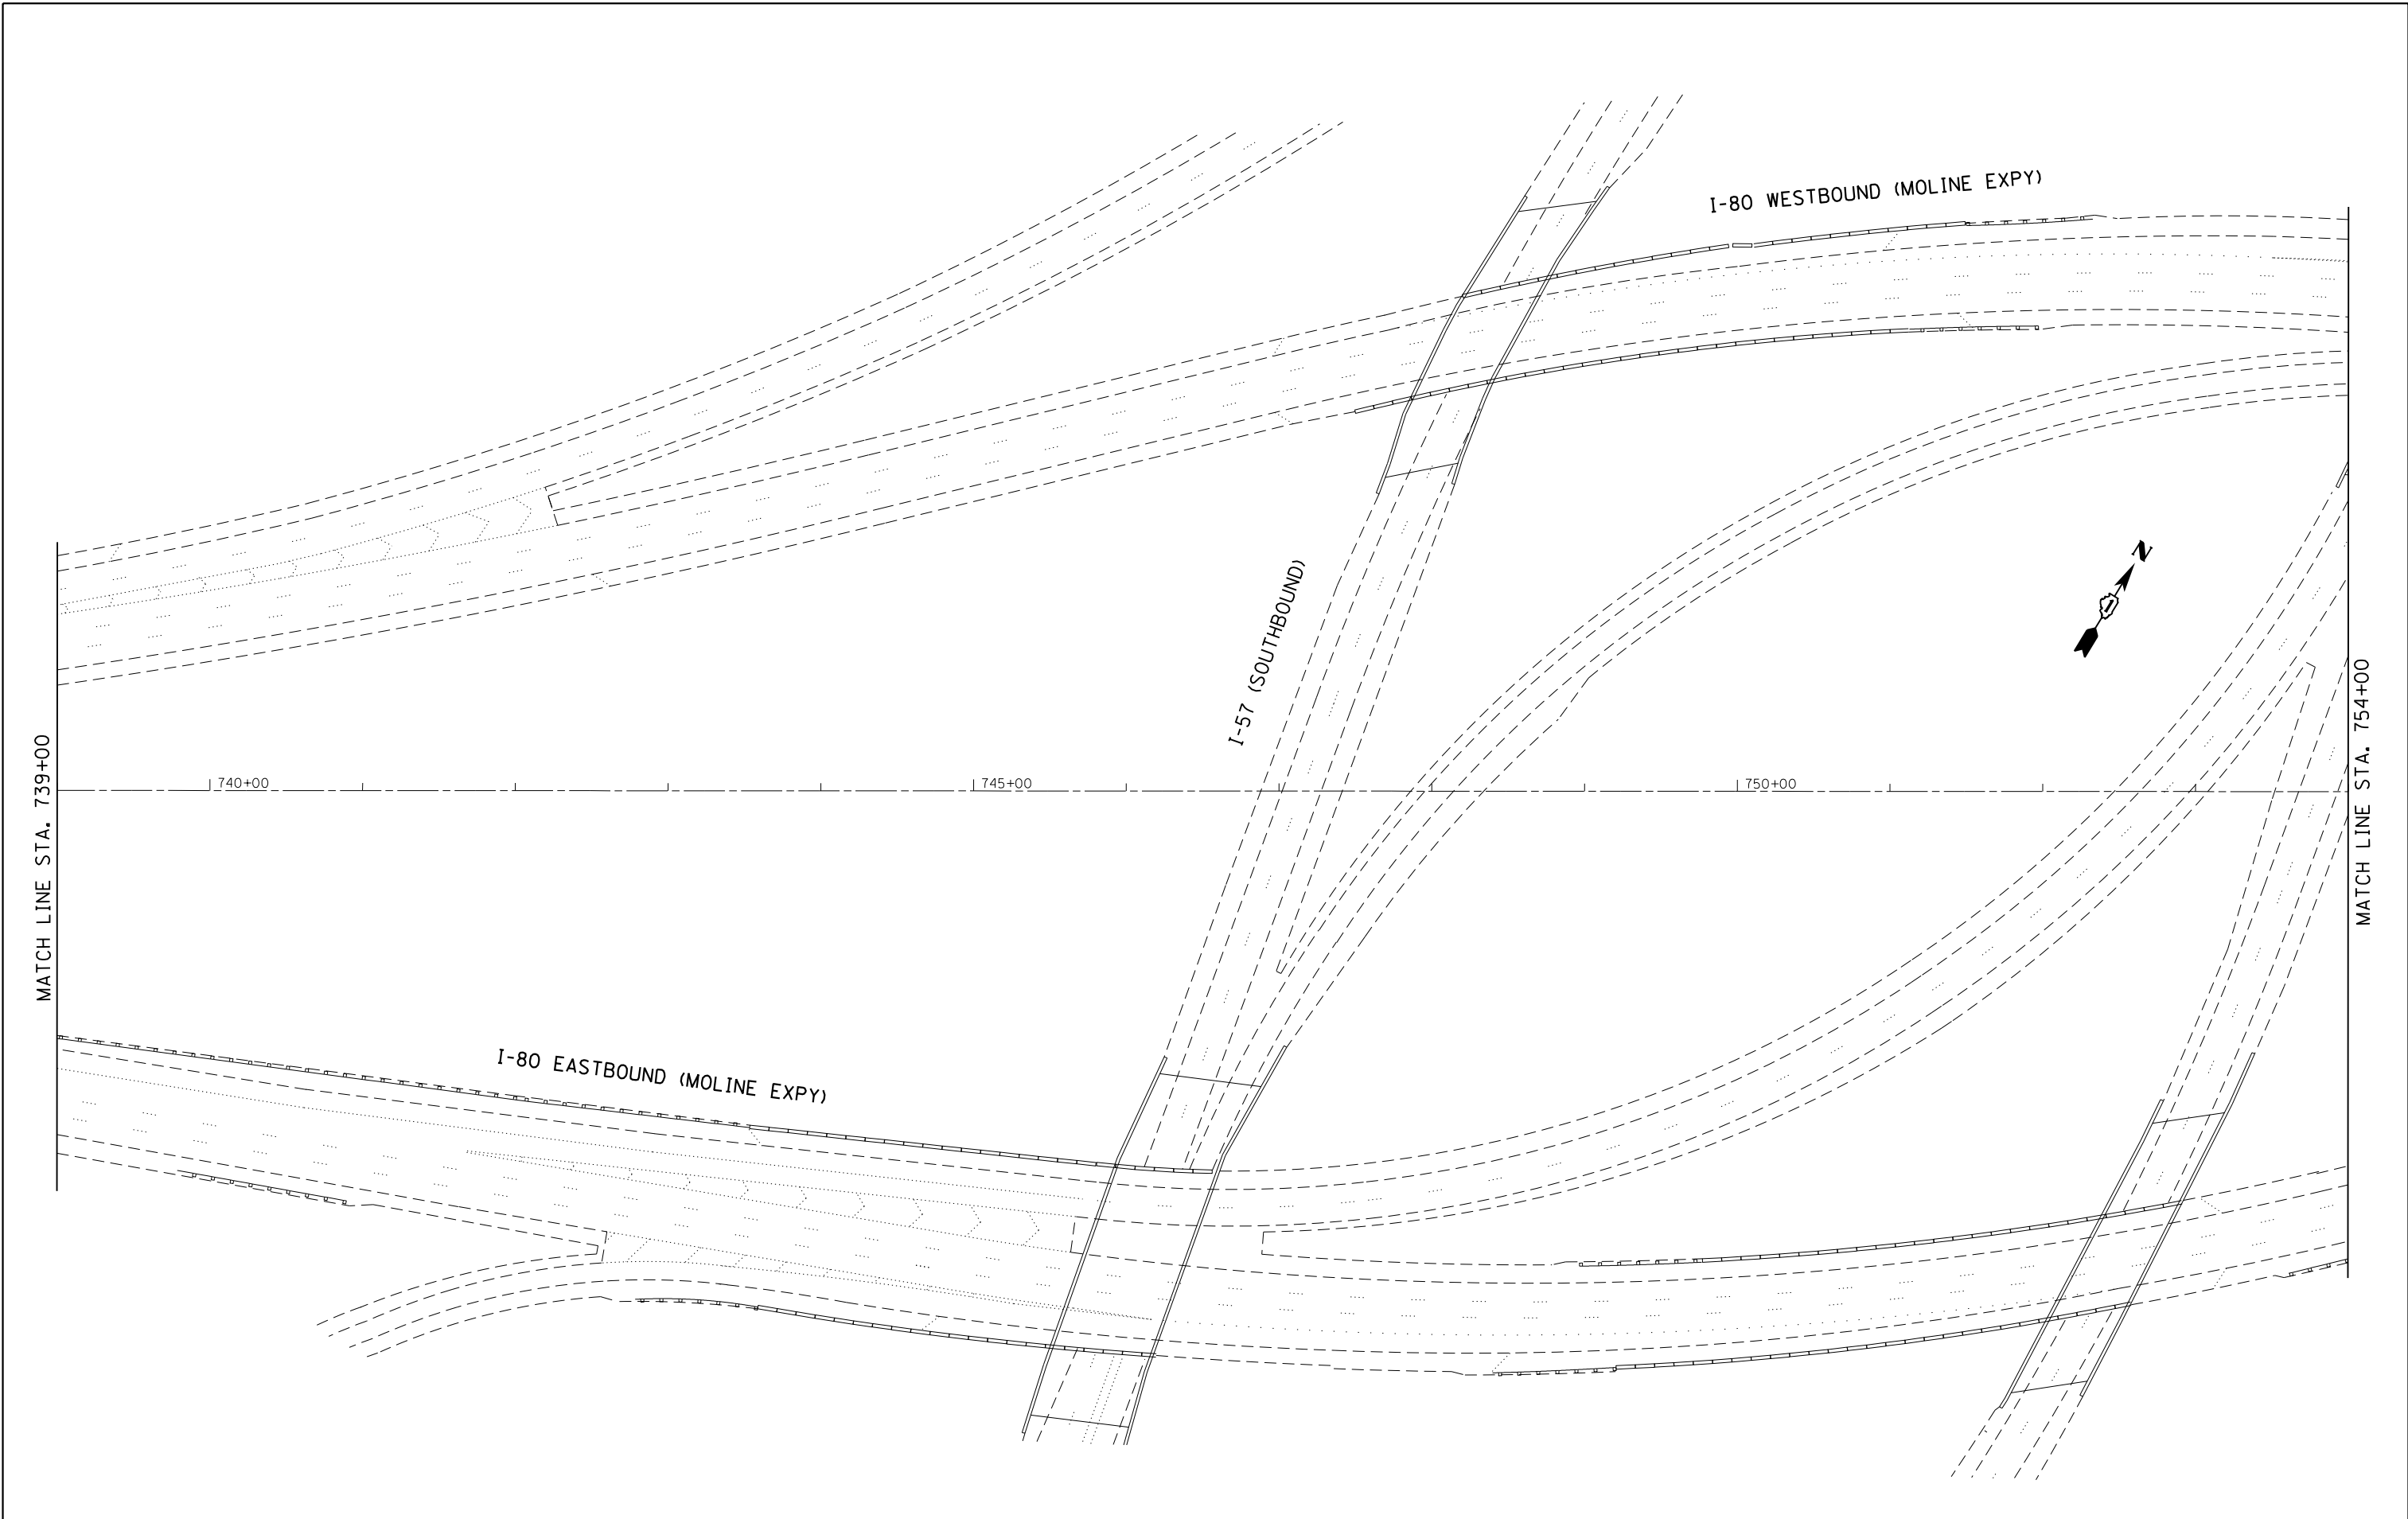 I-80 WESTBOUND (MOLINE EXPY)
N
I-57 (SOUTHBOUND)
MATCH LINE STA. 739+00
740+00
745+00
750+00
MATCH LINE STA. 754+00
I-80 EASTBOUND (MOLINE EXPY)